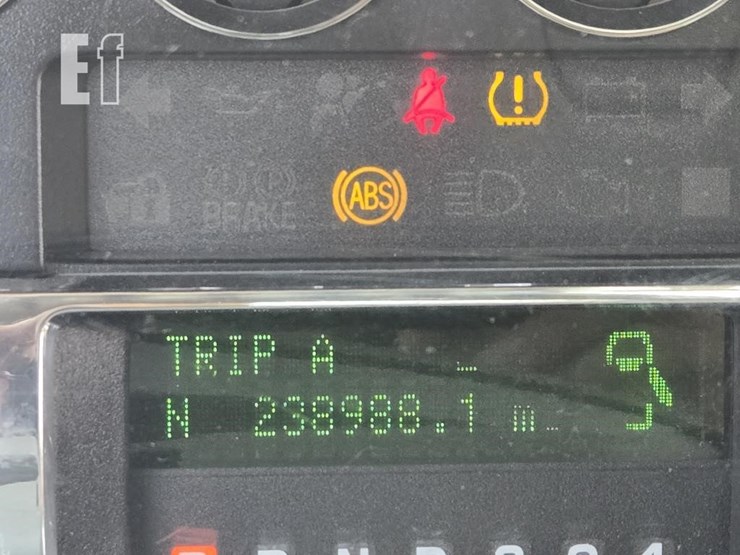 Ef
BRAKE
ABS
TRIP A
N 238988.1 m